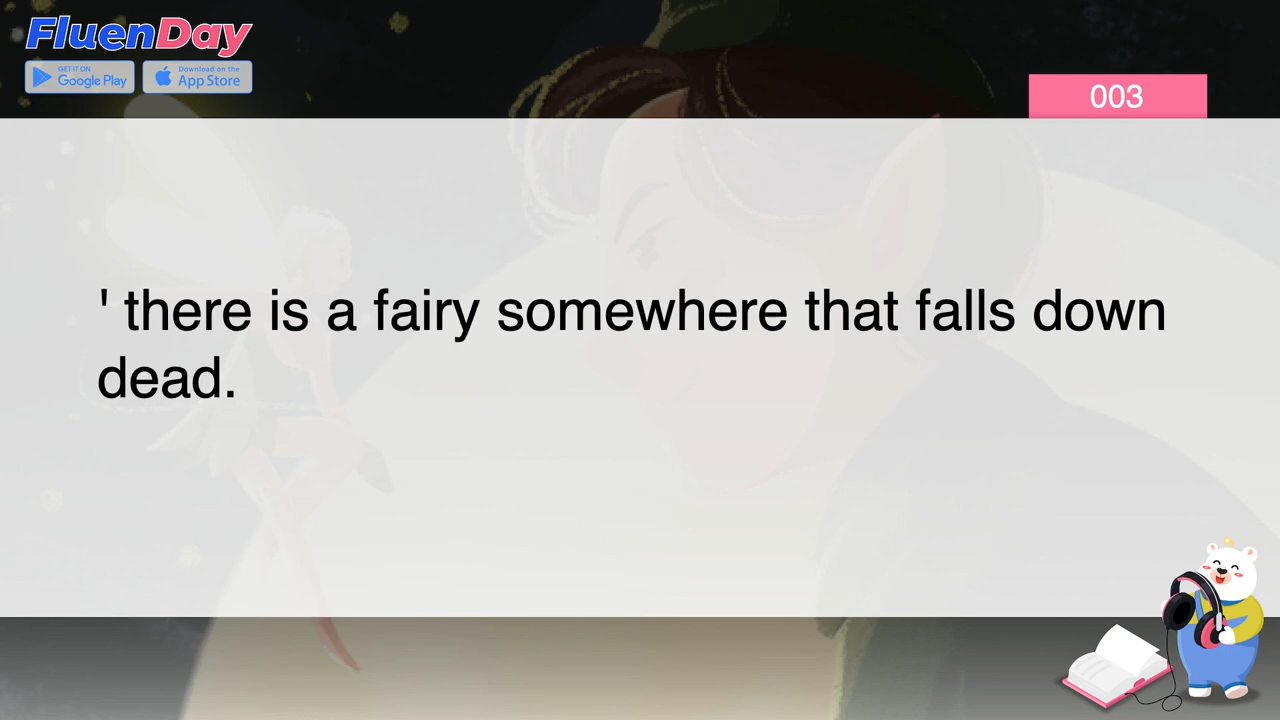 FluenDay
GET IT ON
Google Play
Download on the
App Store
003
' there is a fairy somewhere that falls down
dead.